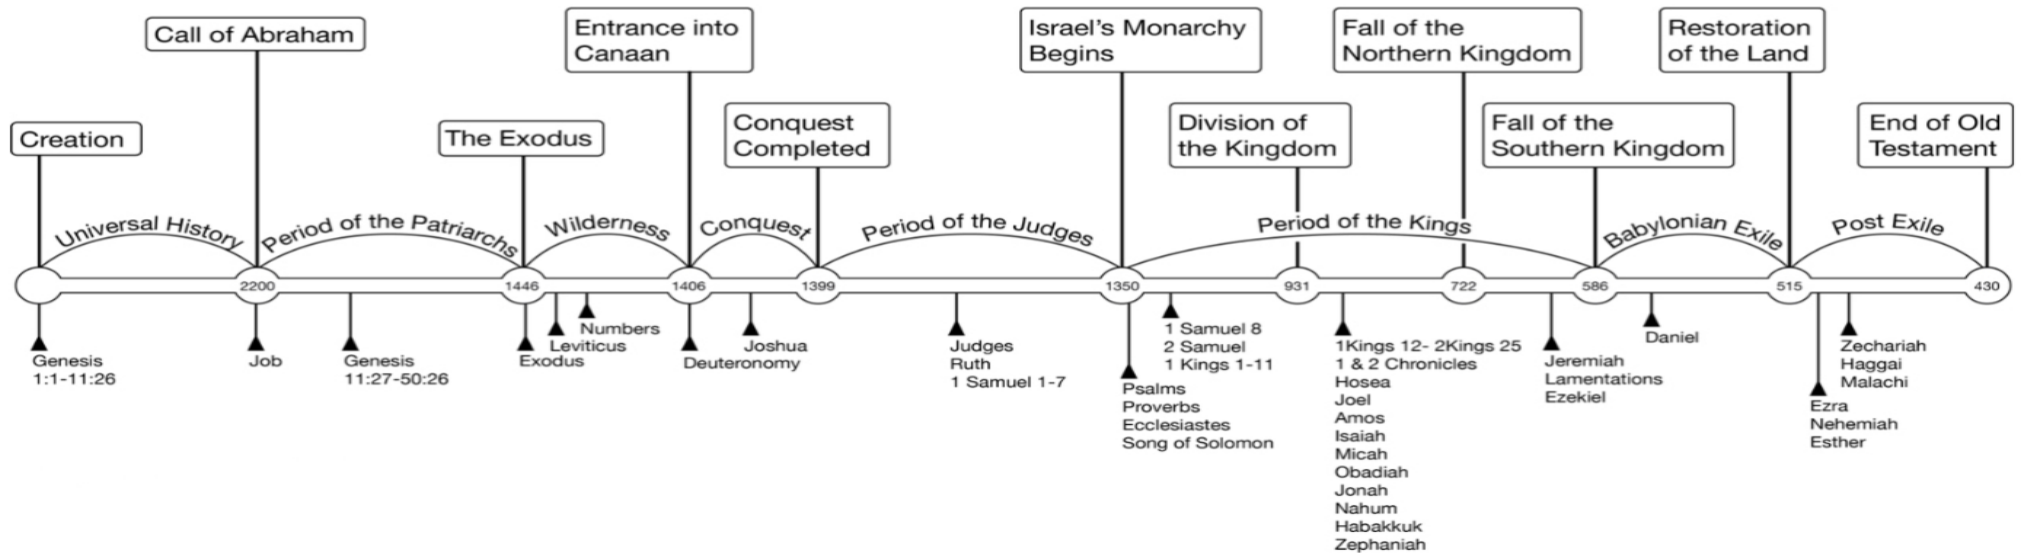 Creation
Call of Abraham
The Exodus
Entrance into
Canaan
Conquest
Completed
Israel's Monarchy
Begins
Division of
the Kingdom
Fall of the
Northern Kingdom
Fall of the
Southern Kingdom
Restoration
of the Land
End of Old
Testament
Universal History
Period of the Patriarchs
Wilderness
Conquest
Period of the Judges
Period of the Kings
Babylonian Exile
Post Exile
2200
1446
1406
1399
1350
931
722
586
515
430
Genesis
1:1-11:26
Job
Genesis
11:27-50:26
Exodus
Leviticus
Numbers
Deuteronomy
Joshua
Judges
Ruth
1 Samuel 1-7
Psalms
Proverbs
Ecclesiastes
Song of Solomon
1 Samuel 8
2 Samuel
1 Kings 1-11
1Kings 12- 2Kings 25
1 & 2 Chronicles
Hosea
Joel
Amos
Isaiah
Micah
Obadiah
Jonah
Nahum
Habakkuk
Zephaniah
Jeremiah
Lamentations
Ezekiel
Daniel
Ezra
Nehemiah
Esther
Zechariah
Haggai
Malachi